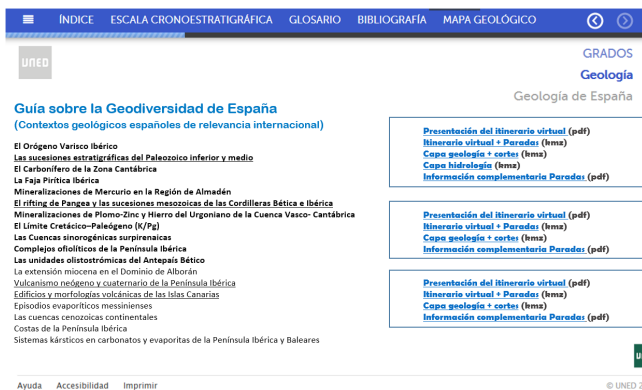 ÍNDICE ESCALA CRONOESTRATIGRÁFICA GLOSARIO BIBLIOGRAFÍA MAPA GEOLÓGICO
UNED
GRADOS
Geología
Geología de España
Guía sobre la Geodiversidad de España
(Contextos geológicos españoles de relevancia internacional)
El Orógeno Varisco Ibérico
Las sucesiones estratigráficas del Paleozoico inferior y medio
El Carbonífero de la Zona Cantábrica
La Faja Pirítica Ibérica
Mineralizaciones de Mercurio en la Región de Almadén
El rifting de Pangea y las sucesiones mesozoicas de las Cordilleras Bética e Ibérica
Mineralizaciones de Plomo-Zinc y Hierro del Urgoniano de la Cuenca Vasco- Cantábrica
El Límite Cretácico–Paleógeno (K/Pg)
Las Cuencas sinorogénicas surpirenaicas
Complejos ofiolíticos de la Península Ibérica
Las unidades olistostrómicas del Antepaís Bético
La extensión miocena en el Dominio de Alborán
Vulcanismo neógeno y cuaternario de la Península Ibérica
Edificios y morfologías volcánicas de las Islas Canarias
Episodios evaporíticos messinienses
Las cuencas cenozoicas continentales
Costas de la Península Ibérica
Sistemas kársticos en carbonatos y evaporitas de la Península Ibérica y Baleares
Presentación del itinerario virtual (pdf)
Itinerario virtual + Paradas (kmz)
Capa geología + cortes (kmz)
Capa hidrología (kmz)
Información complementaria Paradas (pdf)
Presentación del itinerario virtual (pdf)
Itinerario virtual + Paradas (kmz)
Capa geología + cortes (kmz)
Información complementaria Paradas (pdf)
Presentación del itinerario virtual (pdf)
Itinerario virtual + Paradas (kmz)
Capa geología + cortes (kmz)
Información complementaria Paradas (pdf)
Ayuda Accesibilidad Imprimir
© UNED